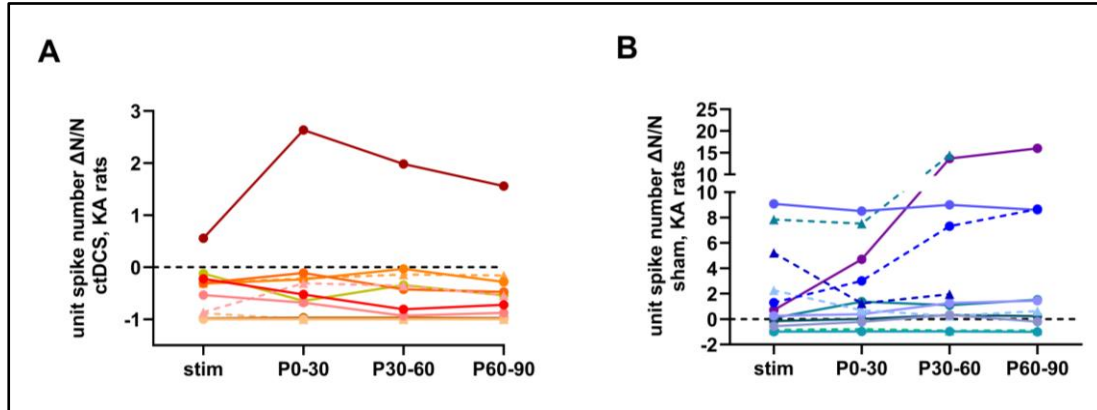 A
unit spike number ΔN/N
ctDCS, KA rats
3
2
1
0
-1
stim P0-30 P30-60 P60-90
B
unit spike number ΔN/N
sham, KA rats
25
20
15
10
10
8
6
4
2
0
-2
stim P0-30 P30-60 P60-90